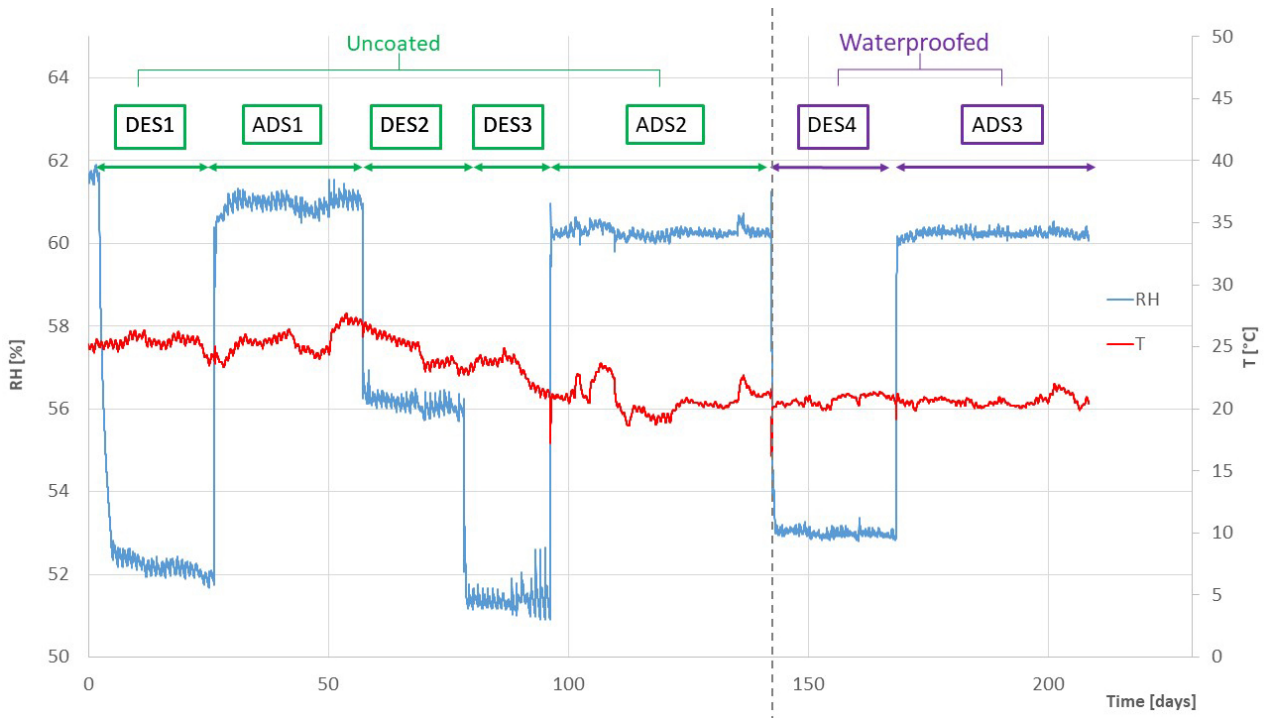 Uncoated
Waterproofed
DES1
ADS1
DES2
DES3
ADS2
DES4
ADS3
RH [%]
64
62
60
58
56
54
52
50
50
45
40
35
30
25
20
15
10
5
0
T [°C]
RH
T
0
50
100
150
200
Time [days]